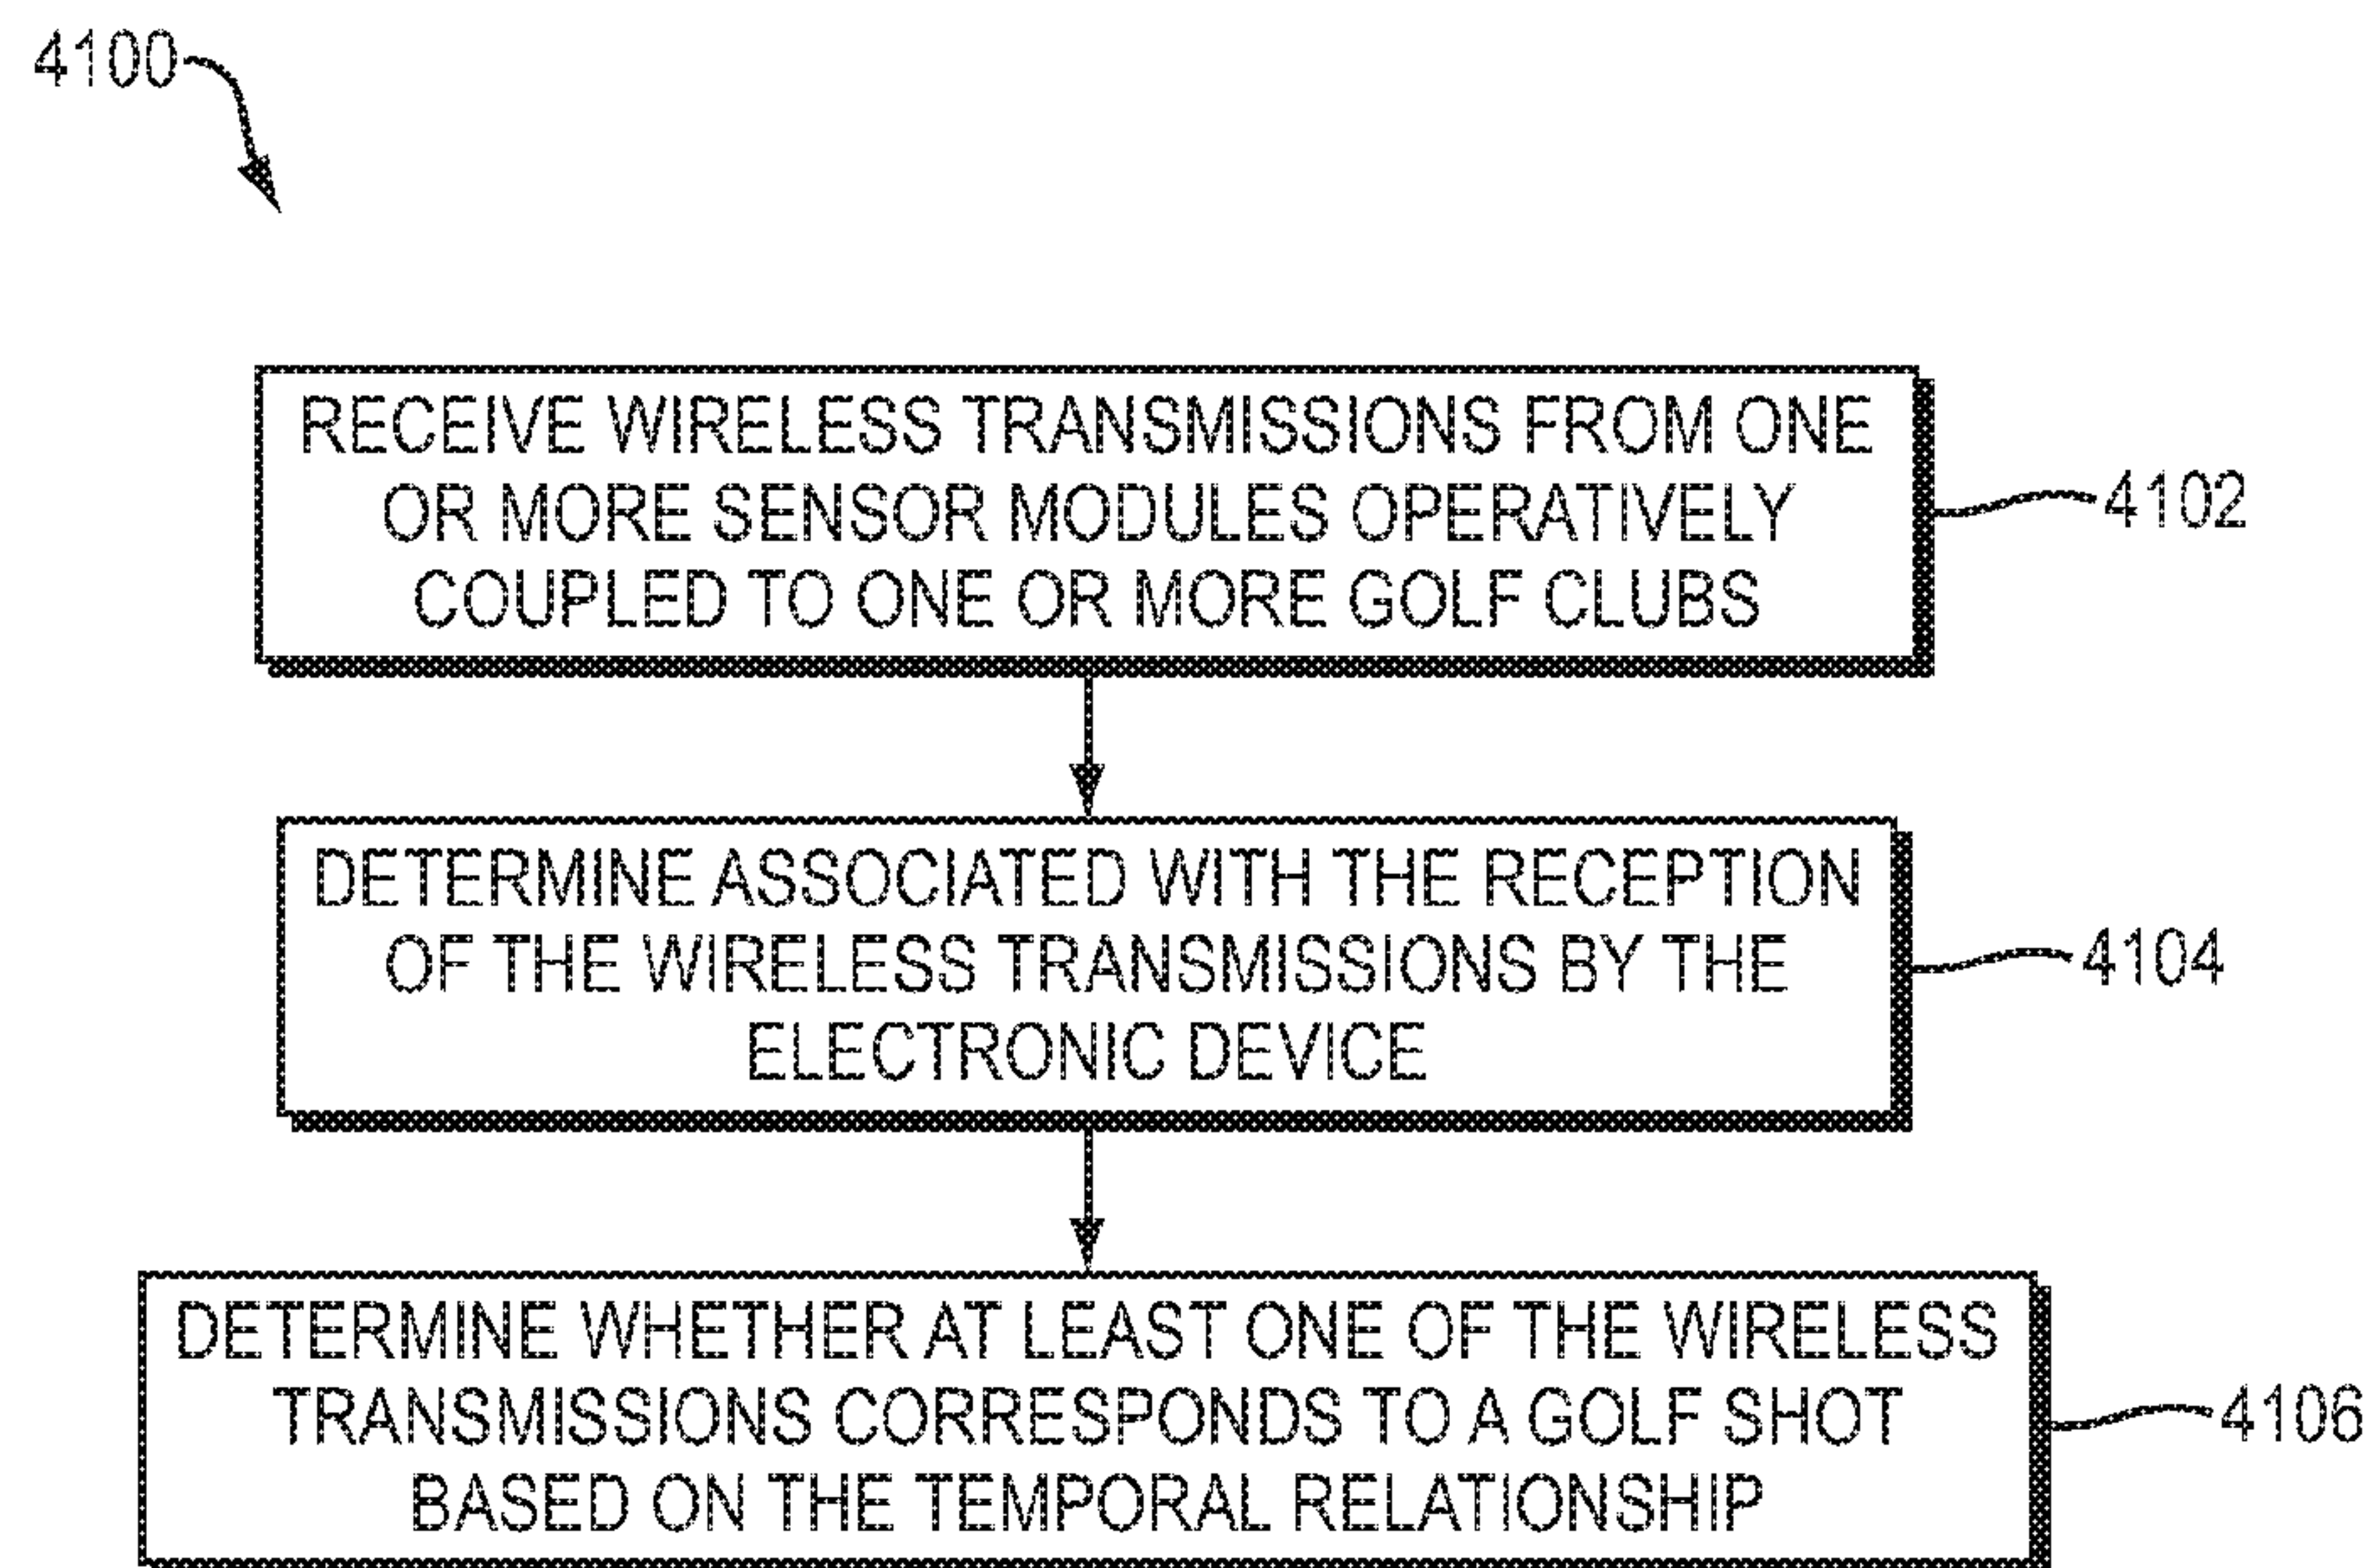 4100
RECEIVE WIRELESS TRANSMISSIONS FROM ONE
OR MORE SENSOR MODULES OPERATIVELY
COUPLED TO ONE OR MORE GOLF CLUBS
4102
DETERMINE ASSOCIATED WITH THE RECEPTION
OF THE WIRELESS TRANSMISSIONS BY THE
ELECTRONIC DEVICE
4104
DETERMINE WHETHER AT LEAST ONE OF THE WIRELESS
TRANSMISSIONS CORRESPONDS TO A GOLF SHOT
BASED ON THE TEMPORAL RELATIONSHIP
4106